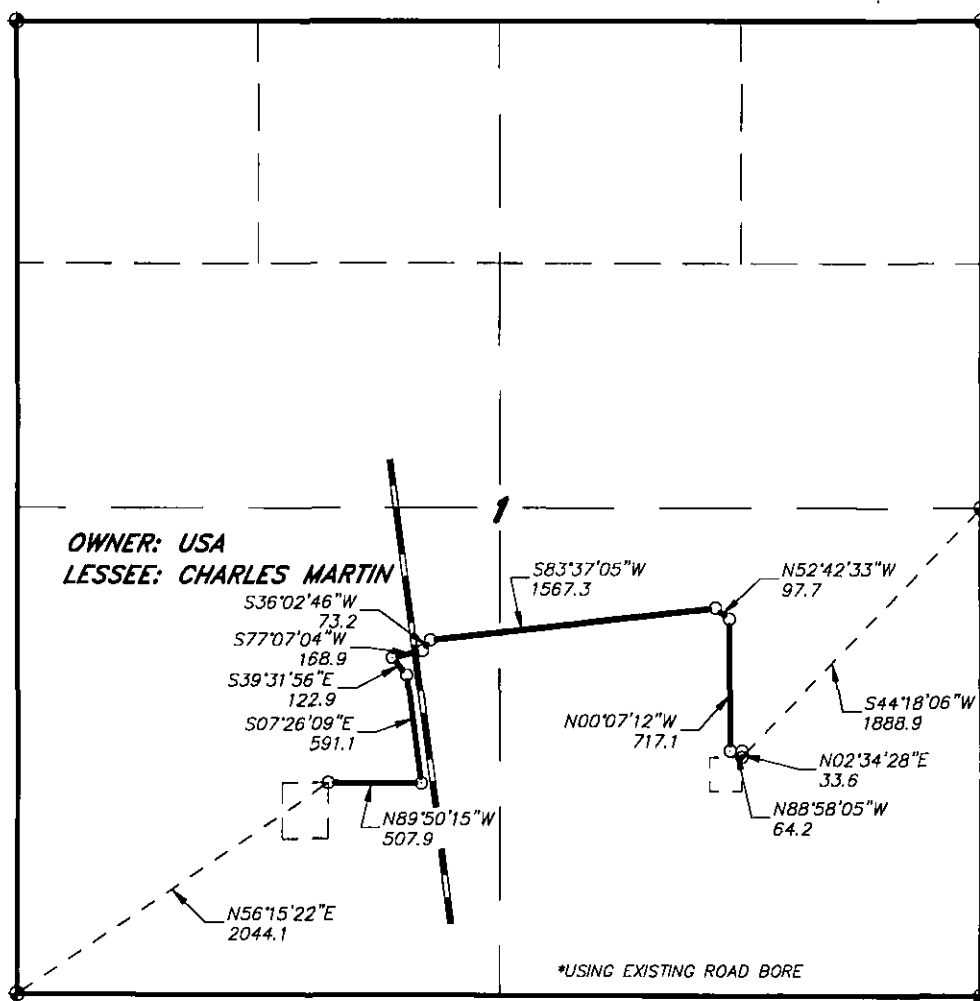 1
OWNER: USA
LESSEE: CHARLES MARTIN
S36°02'46"W
73.2
S77°07'04"W
168.9
S39°31'56"E
122.9
S07°26'09"E
591.1
S83°37'05"W
1567.3
N52°42'33"W
97.7
N00°07'12"W
717.1
S44°18'06"W
1888.9
N02°34'28"E
33.6
N88°58'05"W
64.2
N89°50'15"W
507.9
N56°15'22"E
2044.1
*USING EXISTING ROAD BORE